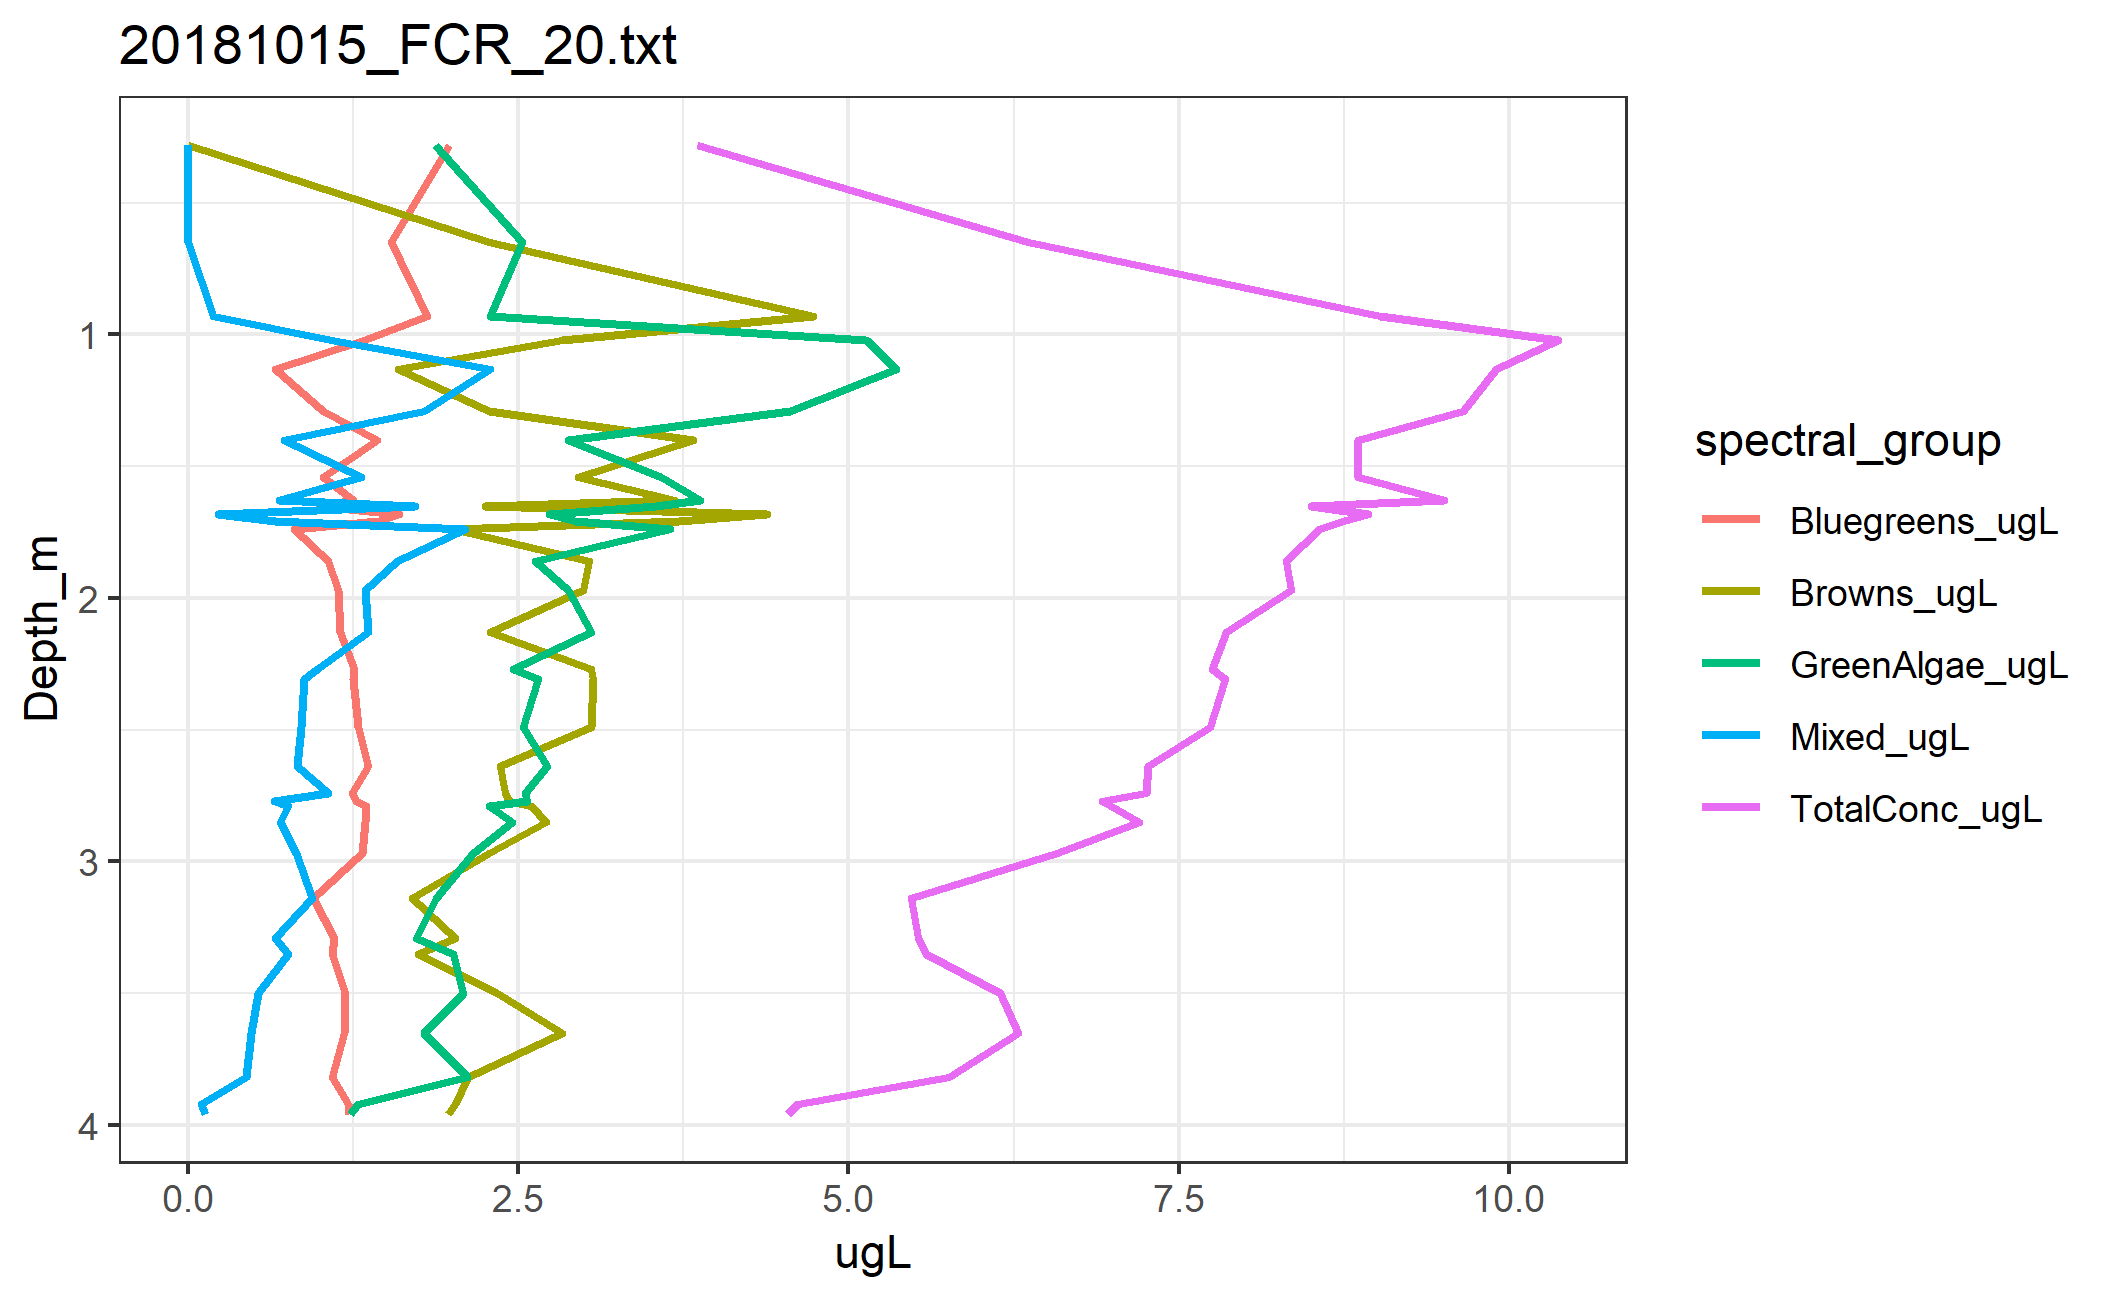 20181015_FCR_20.txt
Depth_m
1
2
3
4
0.0 2.5 5.0 7.5 10.0
ugL
spectral_group
Bluegreens_ugL
Browns_ugL
GreenAlgae_ugL
Mixed_ugL
TotalConc_ugL